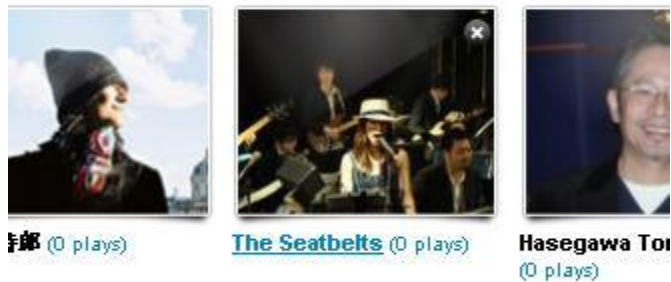 郎 (0 plays)
The Seatbelts (0 plays)
Hasegawa Tor
(0 plays)